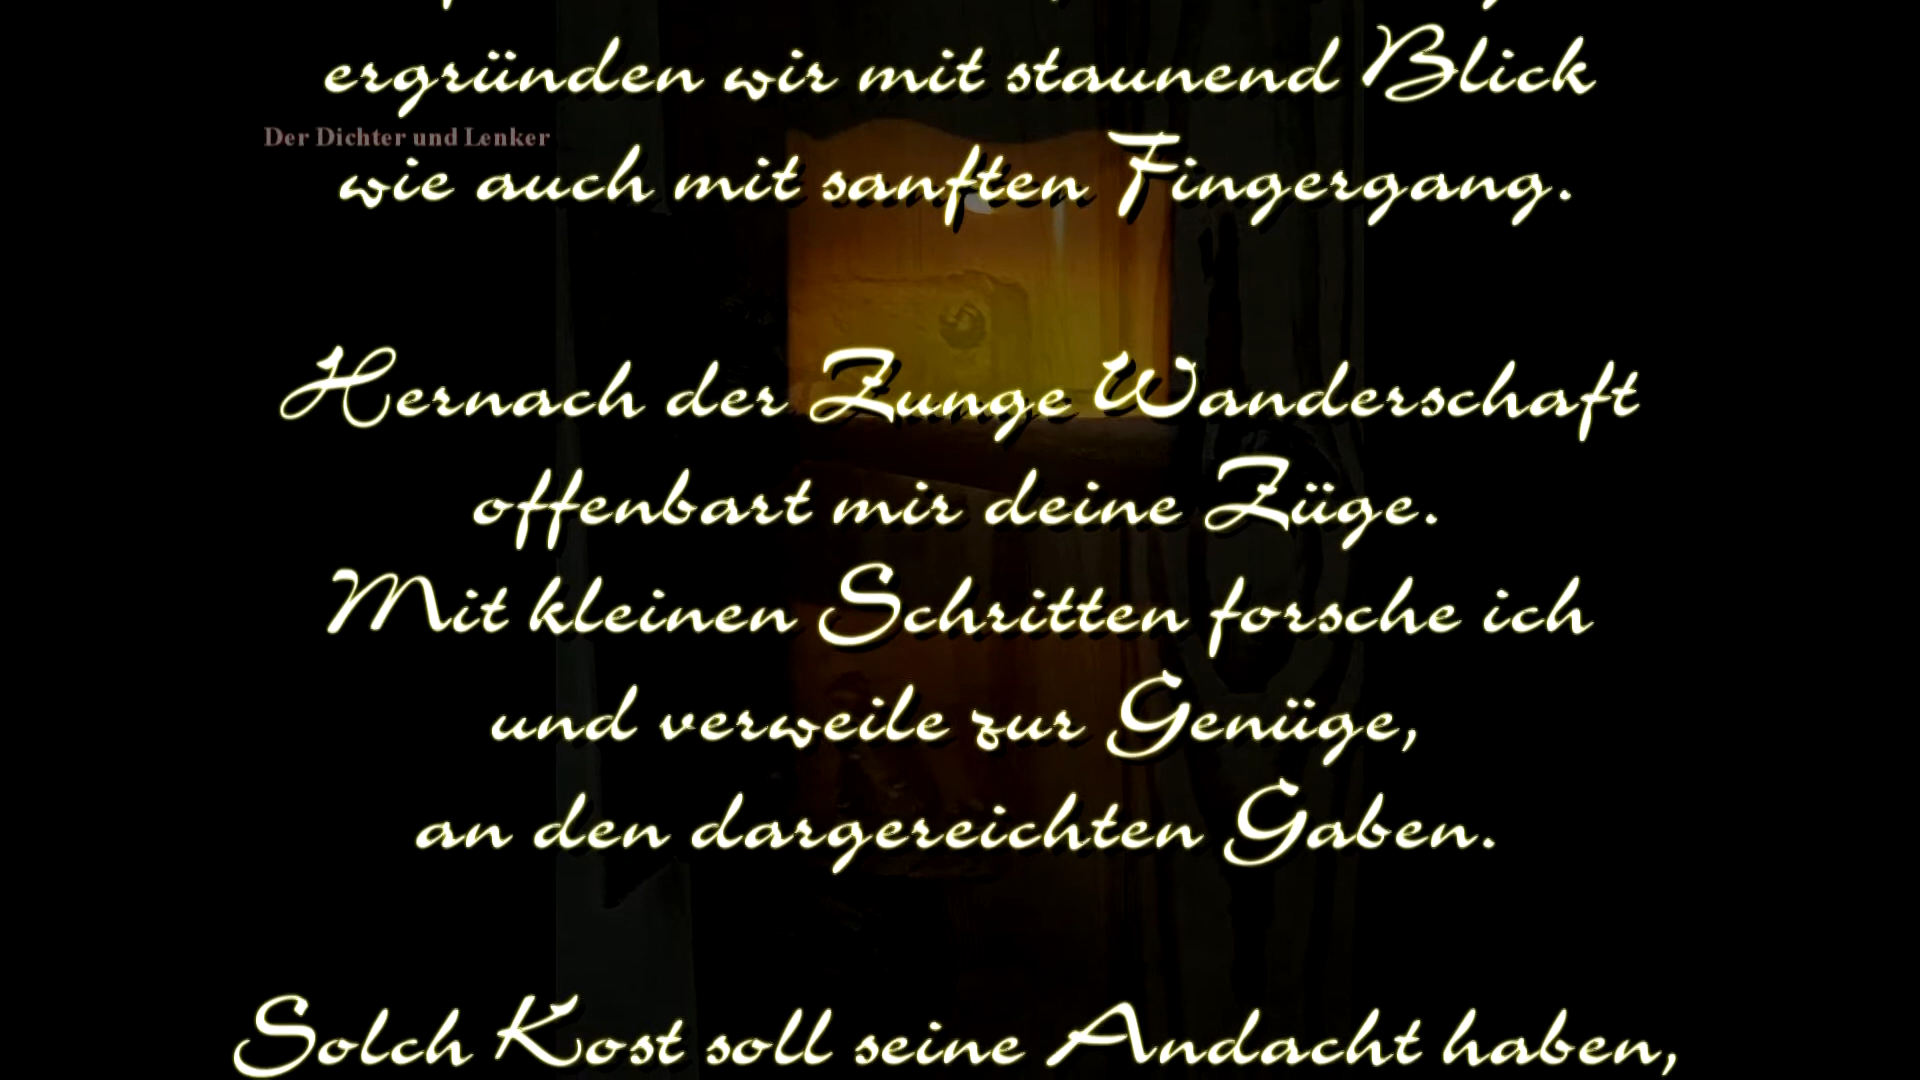 ergründen wir mit staunend Blick
Der Dichter und Lenker
wie auch mit sanften Fingergang.
Hernach der Zunge Wanderschaft
offenbart mir deine Züge.
Mit kleinen Schritten forsche ich
und verweile zur Genüge,
an den dargereichten Gaben.
Solch Kost soll seine Andacht haben,